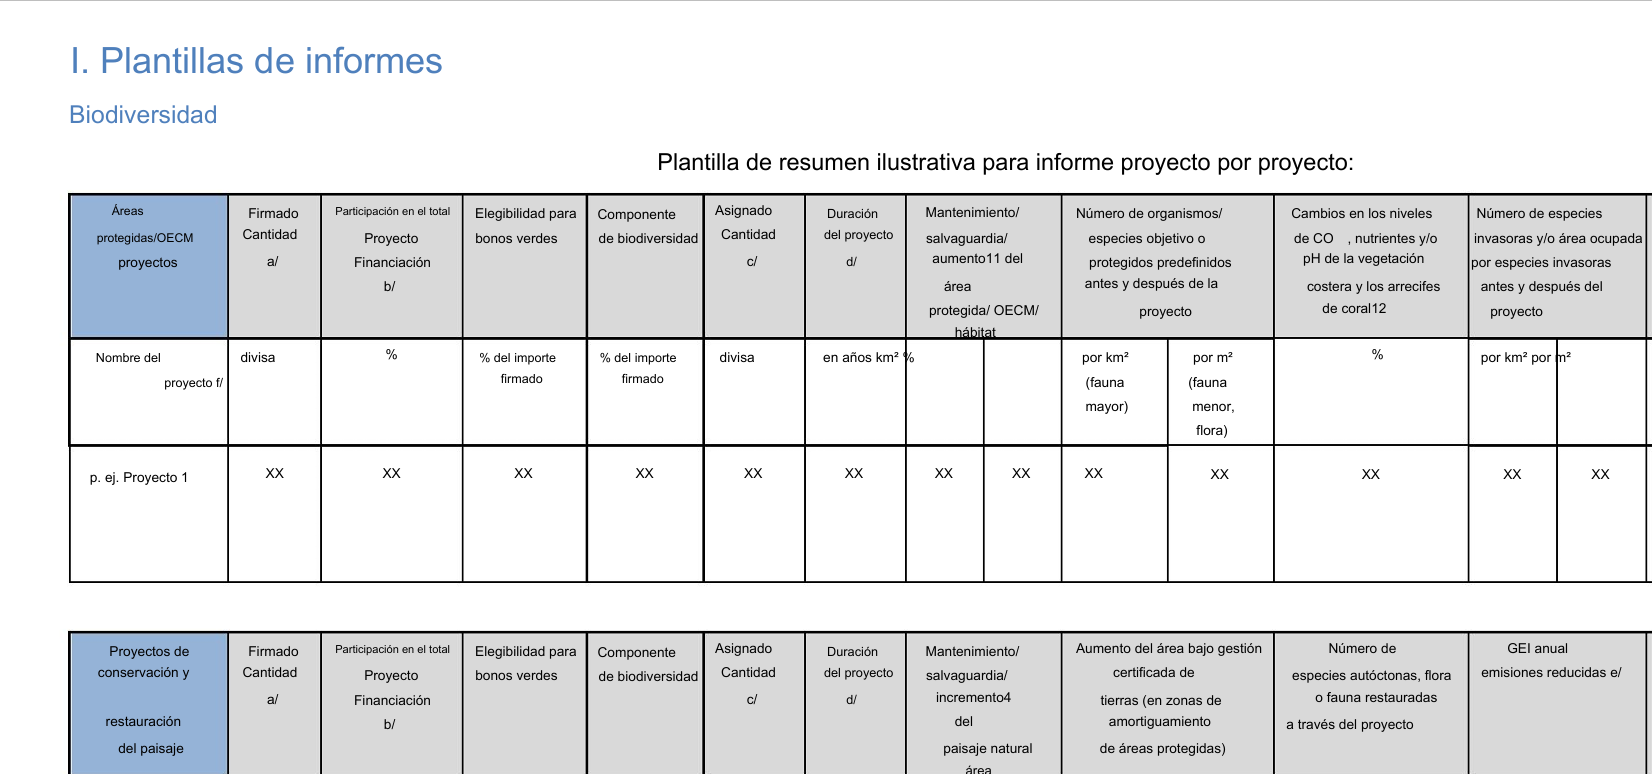 I. Plantillas de informes
Biodiversidad
Plantilla de resumen ilustrativa para informe proyecto por proyecto:
Áreas
protegidas/OECM
proyectos
Firmado
Cantidad
a/
Participación en el total
Proyecto
Financiación
b/
Elegibilidad para
bonos verdes
Componente
de biodiversidad
Asignado
Cantidad
c/
Duración
del proyecto
d/
Mantenimiento/
salvaguardia/
aumento11 del
área
protegida/ OECM/
hábitat
Número de organismos/
especies objetivo o
protegidos predefinidos
antes y después de la
proyecto
Cambios en los niveles
de CO , nutrientes y/o
pH de la vegetación
costera y los arrecifes
de coral12
Número de especies
invasoras y/o área ocupada
por especies invasoras
antes y después del
proyecto
Nombre del
proyecto f/
divisa
%
% del importe
firmado
% del importe
firmado
divisa
en años km² %
por km²
(fauna
mayor)
por m²
(fauna
menor,
flora)
%
por km² por m²
p. ej. Proyecto 1
XX
XX
XX
XX
XX
XX
XX
XX
XX
XX
XX
XX
XX
Proyectos de
conservación y
restauración
del paisaje
Firmado
Cantidad
a/
Participación en el total
Proyecto
Financiación
b/
Elegibilidad para
bonos verdes
Componente
de biodiversidad
Asignado
Cantidad
c/
Duración
del proyecto
d/
Mantenimiento/
salvaguardia/
incremento4
del
paisaje natural
área
Aumento del área bajo gestión
certificada de
tierras (en zonas de
amortiguamiento
de áreas protegidas)
Número de
especies autóctonas, flora
o fauna restauradas
a través del proyecto
GEI anual
emisiones reducidas e/